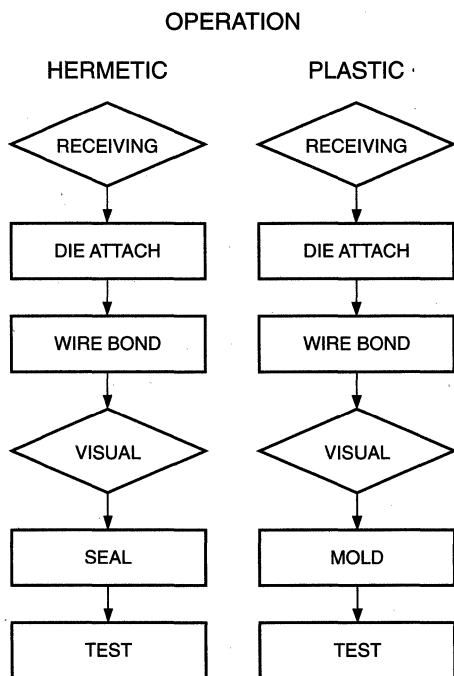 OPERATION
HERMETIC PLASTIC
RECEIVING RECEIVING
DIE ATTACH DIE ATTACH
WIRE BOND WIRE BOND
VISUAL VISUAL
SEAL MOLD
TEST TEST